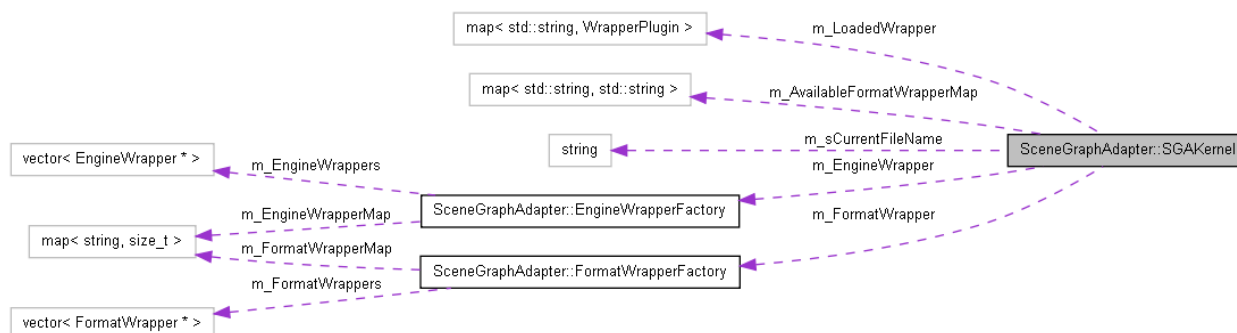 map< std::string, WrapperPlugin >
m_LoadedWrapper
map< std::string, std::string >
m_AvailableFormatWrapperMap
string
m_sCurrentFileName
SceneGraphAdapter::SGAKernel
vector< EngineWrapper * >
m_EngineWrappers
m_EngineWrapper
SceneGraphAdapter::EngineWrapperFactory
m_EngineWrapperMap
m_FormatWrapper
map< string, size_t >
m_FormatWrapperMap
SceneGraphAdapter::FormatWrapperFactory
m_FormatWrappers
vector< FormatWrapper * >